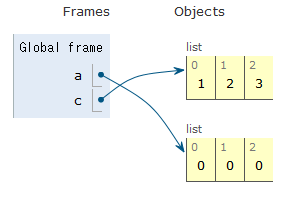 Frames Objects
Global frame
a
c
list
0 1 2
1 2 3
list
0 1 2
0 0 0